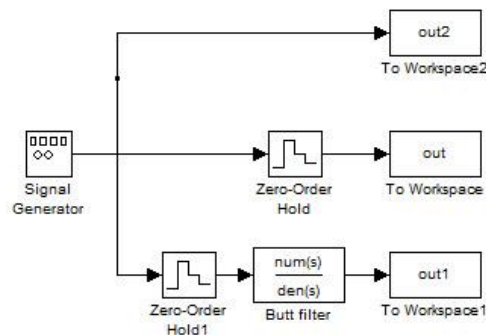 out2
To Workspace2
Signal
Generator
Zero-Order
Hold
out
To Workspace
Zero-Order
Hold1
num(s)
den(s)
Butt filter
out1
To Workspace1